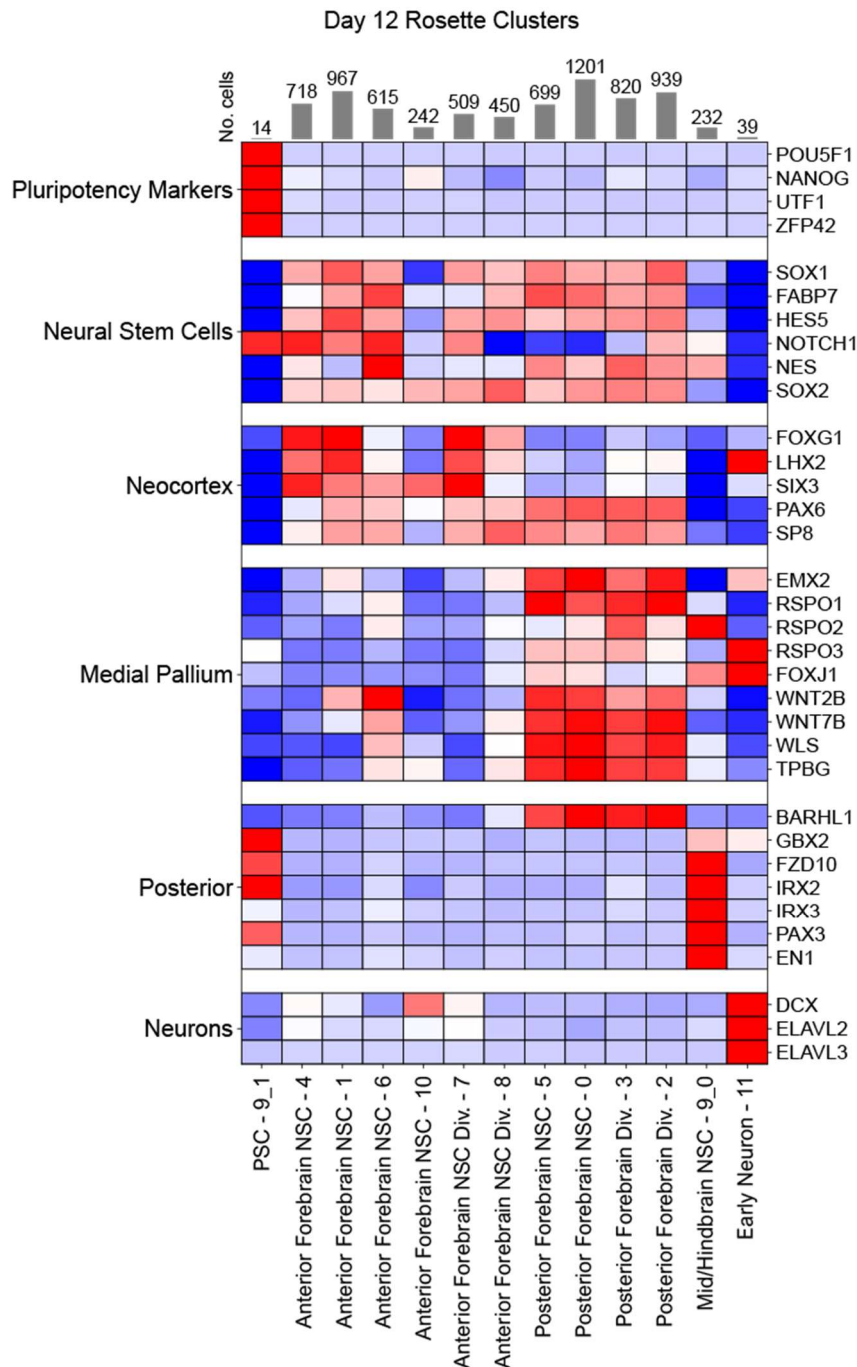 Day 12 Rosette Clusters
No. cells
14
718
967
615
242
509
450
699
1201
820
939
232
39
Pluripotency Markers
POU5F1
NANOG
UTF1
ZFP42
Neural Stem Cells
SOX1
FABP7
HES5
NOTCH1
NES
SOX2
Neocortex
FOXG1
LHX2
SIX3
PAX6
SP8
Medial Pallium
EMX2
RSPO1
RSPO2
RSPO3
FOXJ1
WNT2B
WNT7B
WLS
TPBG
Posterior
BARHL1
GBX2
FZD10
IRX2
IRX3
PAX3
EN1
Neurons
DCX
ELAVL2
ELAVL3
PSC - 9_1
Anterior Forebrain NSC - 4
Anterior Forebrain NSC - 1
Anterior Forebrain NSC - 6
Anterior Forebrain NSC - 10
Anterior Forebrain NSC Div. - 7
Anterior Forebrain NSC Div. - 8
Posterior Forebrain NSC - 5
Posterior Forebrain NSC - 0
Posterior Forebrain Div. - 3
Posterior Forebrain Div. - 2
Mid/Hindbrain NSC - 9_0
Early Neuron - 11